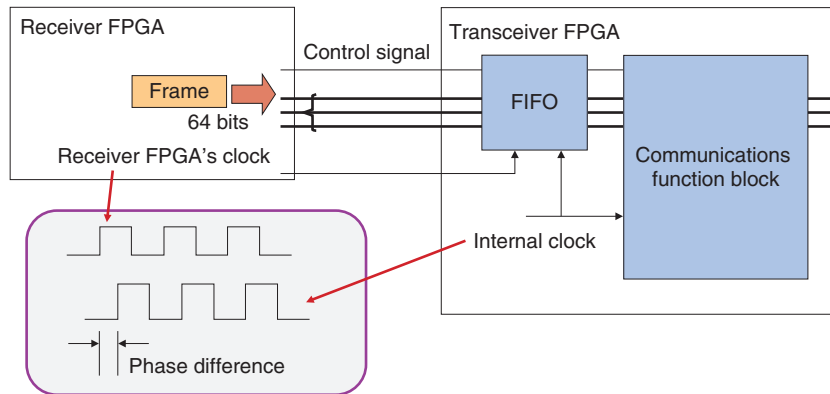 Receiver FPGA
Transceiver FPGA
Control signal
Frame
64 bits
FIFO
Receiver FPGA's clock
Communications
function block
Internal clock
Phase difference